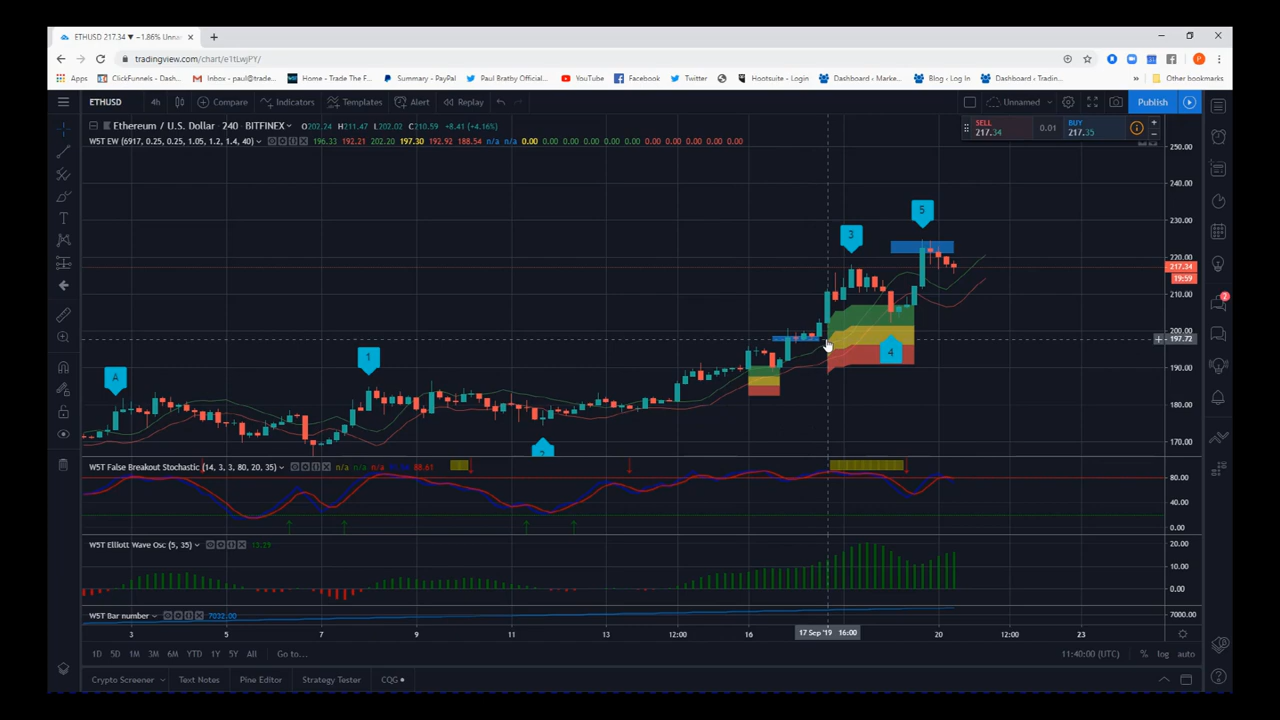 ETHUSD 217.34 ▼ −1.86% Unna
tradingview.com/chart/e1tLwjPY/
Apps ClickFunnels - Dash... Inbox - paul@trade... Home - Trade The F... Summary - PayPal Paul Bratby Official... YouTube Facebook Twitter Hootsuite - Login Dashboard ‹ Marke... Blog ‹ Log In Dashboard ‹ Tradin... » Other bookmarks
ETHUSD 4h Compare Indicators Templates Alert Replay Unnamed Publish
Ethereum / U.S. Dollar · 240 · BITFINEX O202.24 H211.47 L202.02 C210.59 +8.41 (+4.16%)
SELL 217.34 0.01 BUY 217.35
W5T EW (6917, 0.25, 0.25, 1.05, 1.2, 1.4, 40) 196.33 192.21 202.20 197.30 192.92 188.54 n/a n/a 0.00 0.00 0.00 0.00 0.00 0.00 0.00 0.00 0.00 0.00
250.00
240.00
230.00
5
220.00
3
217.34
19:59
210.00
200.00
197.72
4
1
190.00
A
180.00
170.00
2
W5T False Breakout Stochastic (14, 3, 3, 80, 20, 35) n/a n/a n/a 88.61
80.00
40.00
0.00
W5T Elliott Wave Osc (5, 35) 13.29
20.00
10.00
0.00
W5T Bar number 7032.00
7000.00
3 5 7 9 11 13 12:00 16 17 Sep '19 16:00 20 12:00 23
1D 5D 1M 3M 6M YTD 1Y 5Y All Go to... 11:40:00 (UTC) % log auto
Crypto Screener Text Notes Pine Editor Strategy Tester CQG